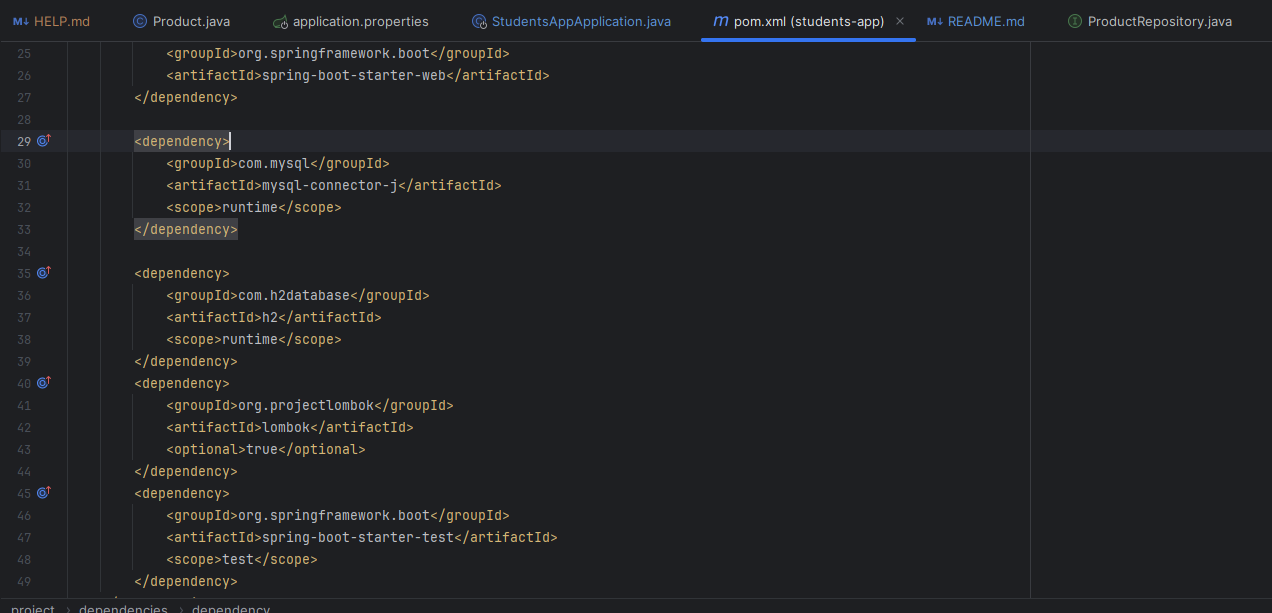 HELP.md Product.java application.properties StudentsAppApplication.java pom.xml (students-app) README.md ProductRepository.java
25 <groupId>org.springframework.boot</groupId>
26 <artifactId>spring-boot-starter-web</artifactId>
27 </dependency>
28
29 <dependency>
30 <groupId>com.mysql</groupId>
31 <artifactId>mysql-connector-j</artifactId>
32 <scope>runtime</scope>
33 </dependency>
34
35 <dependency>
36 <groupId>com.h2database</groupId>
37 <artifactId>h2</artifactId>
38 <scope>runtime</scope>
39 </dependency>
40 <dependency>
41 <groupId>org.projectlombok</groupId>
42 <artifactId>lombok</artifactId>
43 <optional>true</optional>
44 </dependency>
45 <dependency>
46 <groupId>org.springframework.boot</groupId>
47 <artifactId>spring-boot-starter-test</artifactId>
48 <scope>test</scope>
49 </dependency>
project > dependencies > dependency